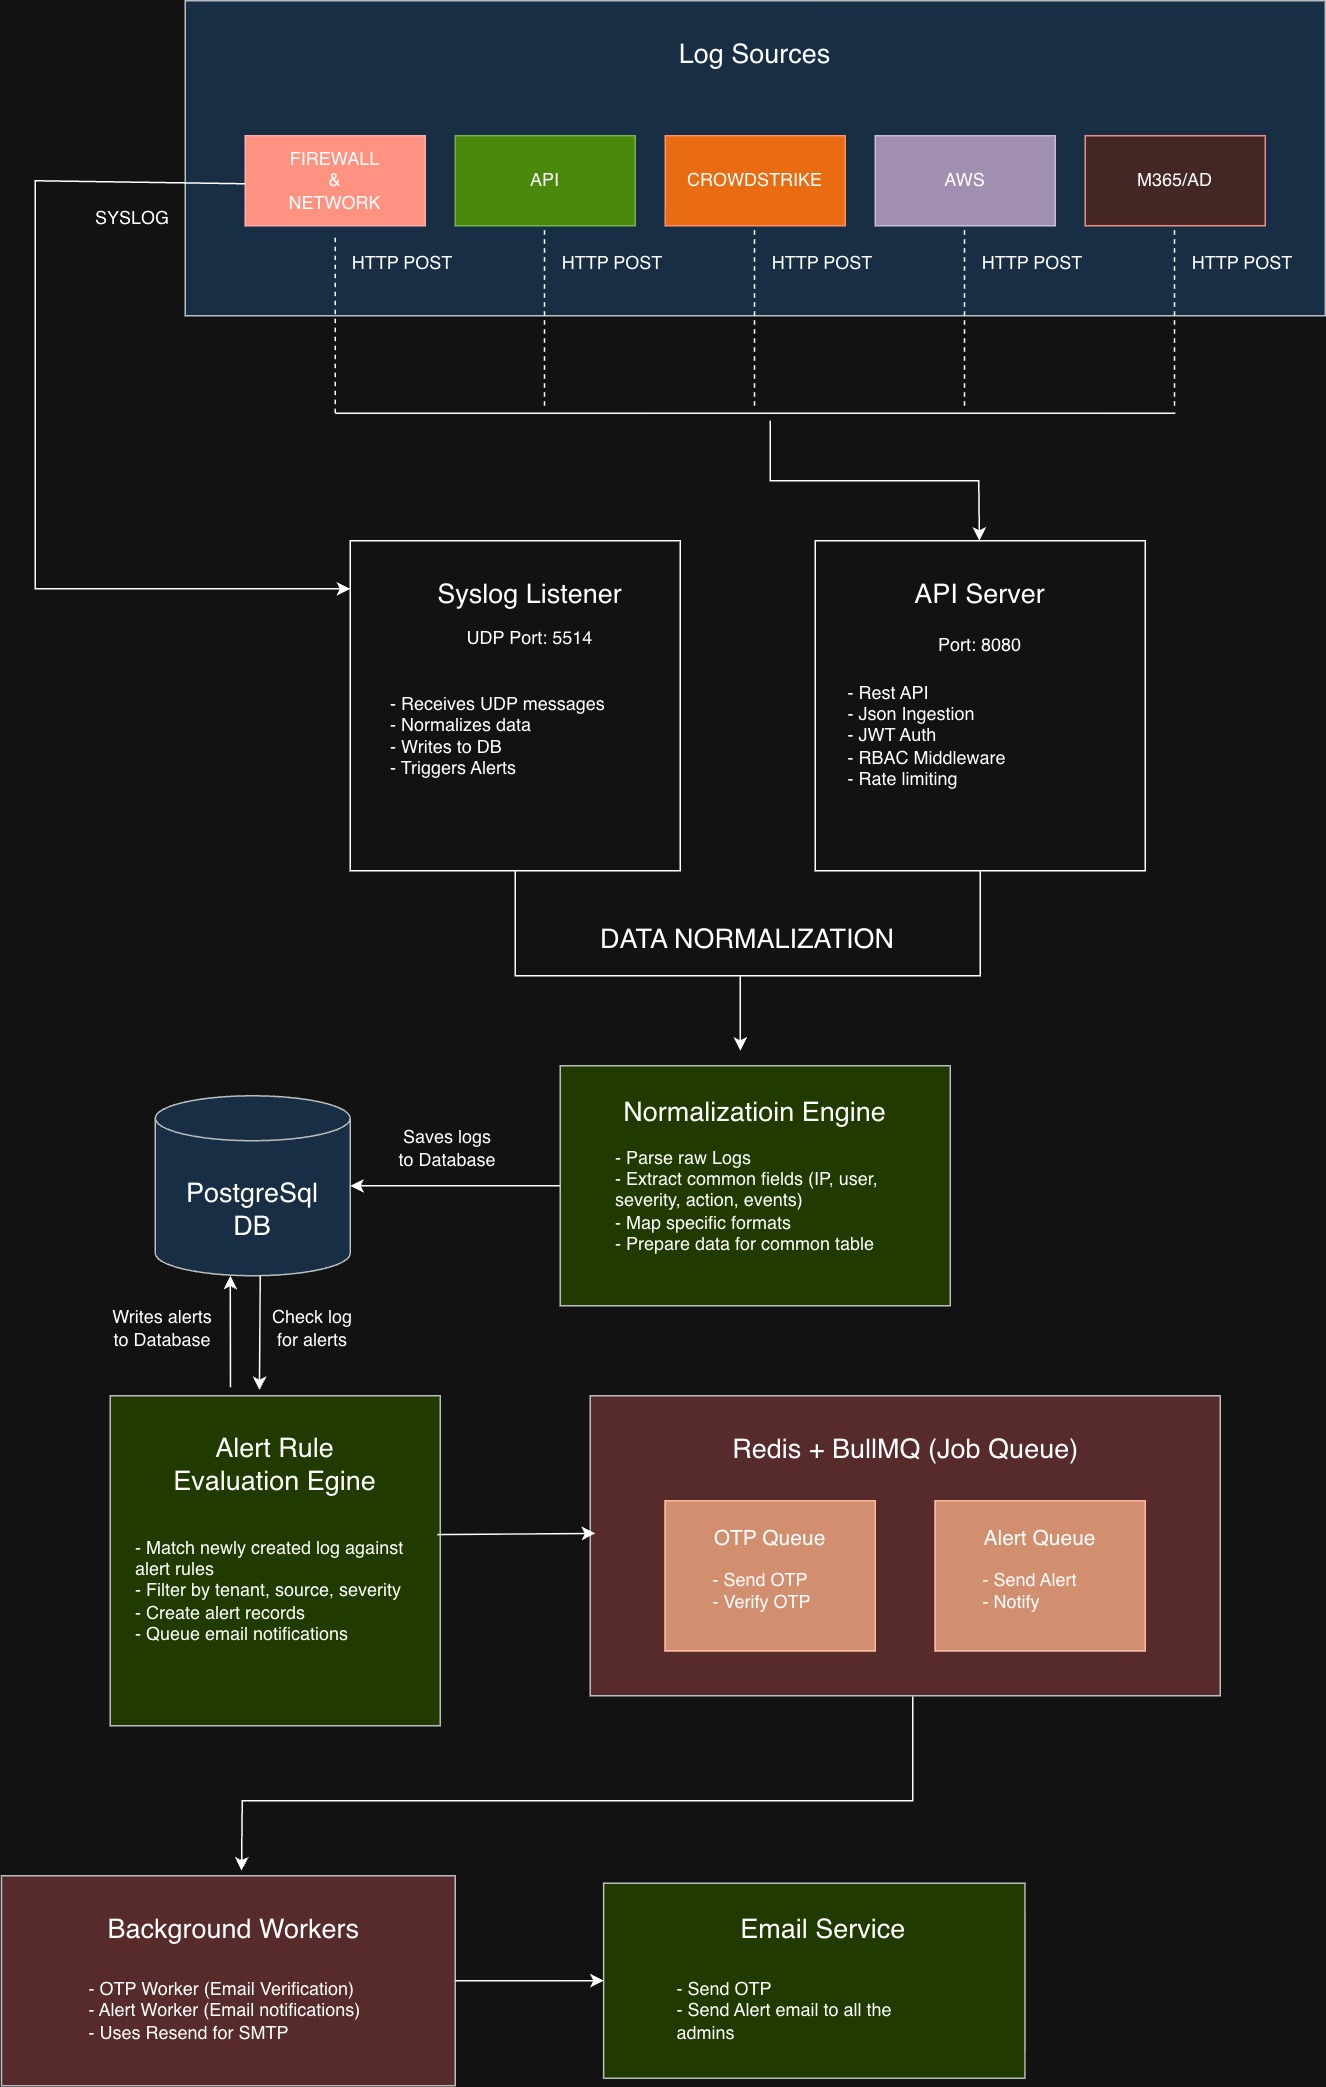 Log Sources
FIREWALL
&
NETWORK
API
CROWDSTRIKE
AWS
M365/AD
SYSLOG
HTTP POST
HTTP POST
HTTP POST
HTTP POST
HTTP POST
Syslog Listener
UDP Port: 5514
- Receives UDP messages
- Normalizes data
- Writes to DB
- Triggers Alerts
API Server
Port: 8080
- Rest API
- Json Ingestion
- JWT Auth
- RBAC Middleware
- Rate limiting
DATA NORMALIZATION
Normalizatioin Engine
- Parse raw Logs
- Extract common fields (IP, user,
severity, action, events)
- Map specific formats
- Prepare data for common table
Saves logs
to Database
PostgreSql
DB
Writes alerts
to Database
Check log
for alerts
Alert Rule
Evaluation Egine
- Match newly created log against
alert rules
- Filter by tenant, source, severity
- Create alert records
- Queue email notifications
Redis + BullMQ (Job Queue)
OTP Queue
- Send OTP
- Verify OTP
Alert Queue
- Send Alert
- Notify
Background Workers
- OTP Worker (Email Verification)
- Alert Worker (Email notifications)
- Uses Resend for SMTP
Email Service
- Send OTP
- Send Alert email to all the
admins